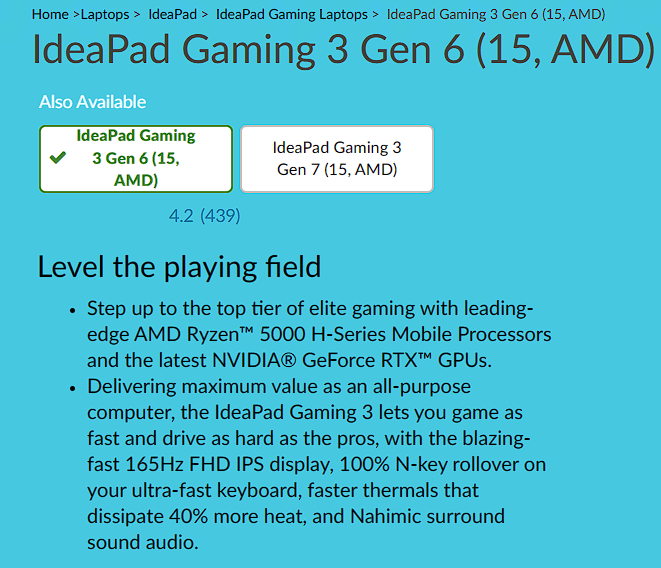 Home >Laptops > IdeaPad > IdeaPad Gaming Laptops > IdeaPad Gaming 3 Gen 6 (15, AMD)
IdeaPad Gaming 3 Gen 6 (15, AMD)
Also Available
IdeaPad Gaming
3 Gen 6 (15,
AMD)
IdeaPad Gaming 3
Gen 7 (15, AMD)
4.2 (439)
Level the playing field
• Step up to the top tier of elite gaming with leading-
edge AMD Ryzen™ 5000 H-Series Mobile Processors
and the latest NVIDIA® GeForce RTX™ GPUs.
• Delivering maximum value as an all-purpose
computer, the IdeaPad Gaming 3 lets you game as
fast and drive as hard as the pros, with the blazing-
fast 165Hz FHD IPS display, 100% N-key rollover on
your ultra-fast keyboard, faster thermals that
dissipate 40% more heat, and Nahimic surround
sound audio.